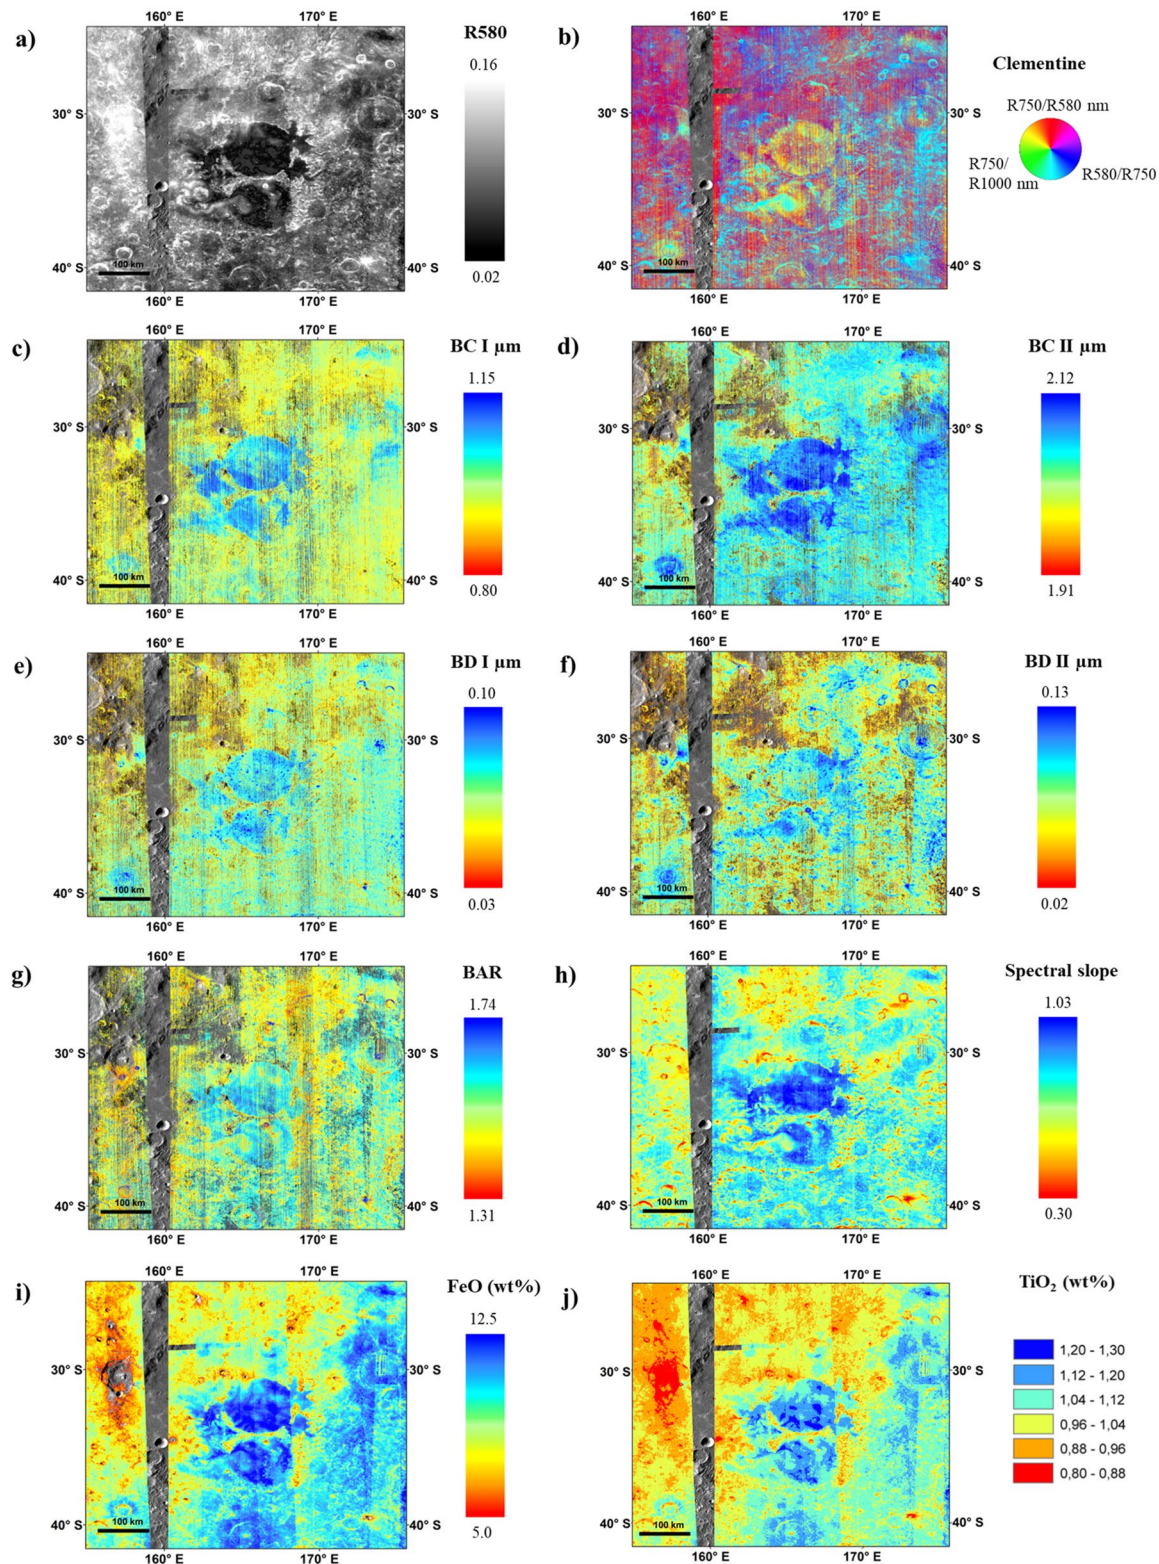 160° E 170° E 160° E 170° E
a) R580 b)
0.16 Clementine
R750/R580 nm
30° S 30° S 30° S 30° S
R750/ R580/R750
R1000 nm
40° S 40° S 40° S 40° S
100 km 0.02 100 km
160° E 170° E 160° E 170° E
160° E 170° E 160° E 170° E
c) BC I µm d) BC II µm
1.15 2.12
30° S 30° S 30° S 30° S
40° S 40° S 40° S 40° S
100 km 0.80 100 km 1.91
160° E 170° E 160° E 170° E
160° E 170° E 160° E 170° E
e) BD I µm f) BD II µm
0.10 0.13
30° S 30° S 30° S 30° S
40° S 40° S 40° S 40° S
100 km 0.03 100 km 0.02
160° E 170° E 160° E 170° E
160° E 170° E 160° E 170° E
g) BAR h) Spectral slope
1.74 1.03
30° S 30° S 30° S 30° S
40° S 40° S 40° S 40° S
100 km 1.31 100 km 0.30
160° E 170° E 160° E 170° E
160° E 170° E 160° E 170° E
i) FeO (wt%) j) TiO₂ (wt%)
12.5
1,20 - 1,30
30° S 30° S 30° S 30° S 1,12 - 1,20
1,04 - 1,12
0,96 - 1,04
0,88 - 0,96
0,80 - 0,88
40° S 40° S 40° S 40° S
100 km 5.0 100 km
160° E 170° E 160° E 170° E